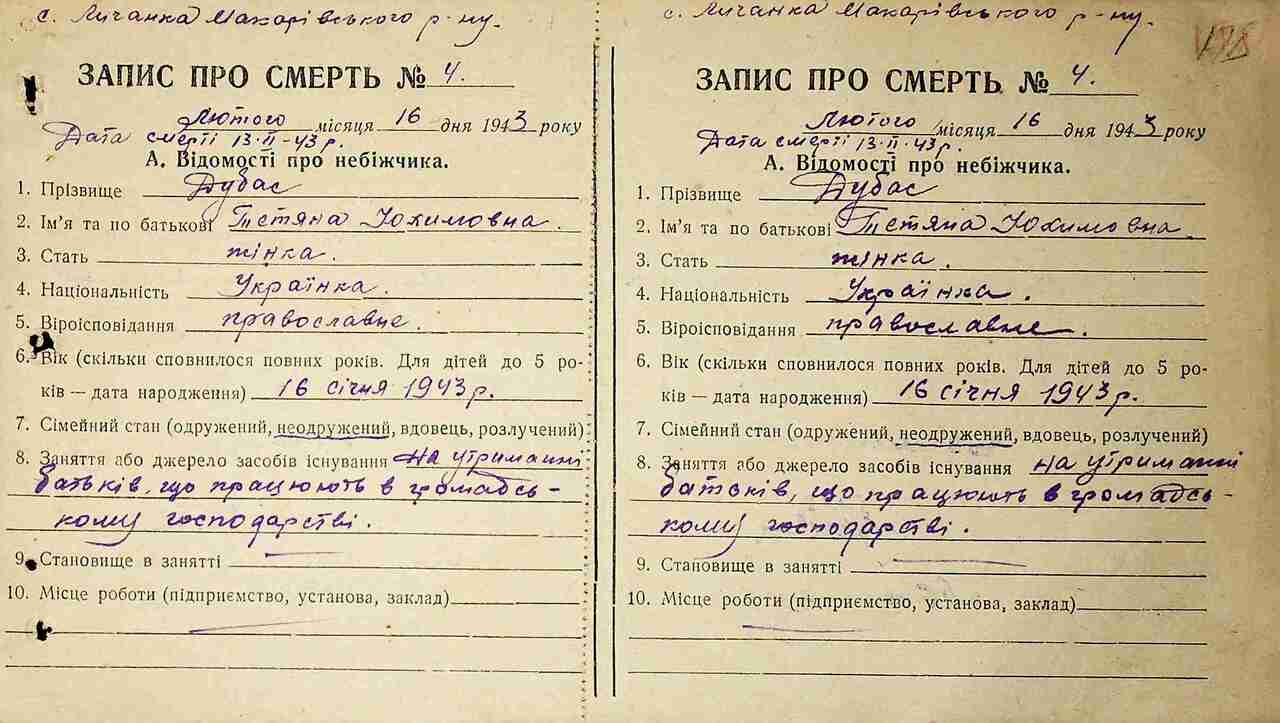 с. Личанка Макарівського р-ну.
ЗАПИС ПРО СМЕРТЬ № 4.
Лютого місяця 16 дня 1943 року
Дата смерті 13-II-43 р.
А. Відомості про небіжчика.
1. Прізвище Дубас
2. Ім’я та по батькові Тетяна Юхимовна.
3. Стать жінка.
4. Національність Українка.
5. Віроісповідання православне.
6. Вік (скільки сповнилося повних років. Для дітей до 5 ро-
ків — дата народження) 16 січня 1943 р.
7. Сімейний стан (одружений, неодружений, вдовець, розлучений)
8. Заняття або джерело засобів існування на утриманні
батьків, що працюють в громадсь-
кому господарстві.
9. Становище в занятті
10. Місце роботи (підприємство, установа, заклад)
с. Личанка Макарівського р-ну.
ЗАПИС ПРО СМЕРТЬ № 4.
Лютого місяця 16 дня 1943 року
Дата смерті 13-II-43 р.
А. Відомості про небіжчика.
1. Прізвище Дубас
2. Ім’я та по батькові Тетяна Юхимовна
3. Стать жінка.
4. Національність Українка.
5. Віроісповідання православне.
6. Вік (скільки сповнилося повних років. Для дітей до 5 ро-
ків — дата народження) 16 січня 1943 р.
7. Сімейний стан (одружений, неодружений, вдовець, розлучений)
8. Заняття або джерело засобів існування на утриманні
батьків, що працюють в громадсь-
кому господарстві.
9. Становище в занятті
10. Місце роботи (підприємство, установа, заклад)